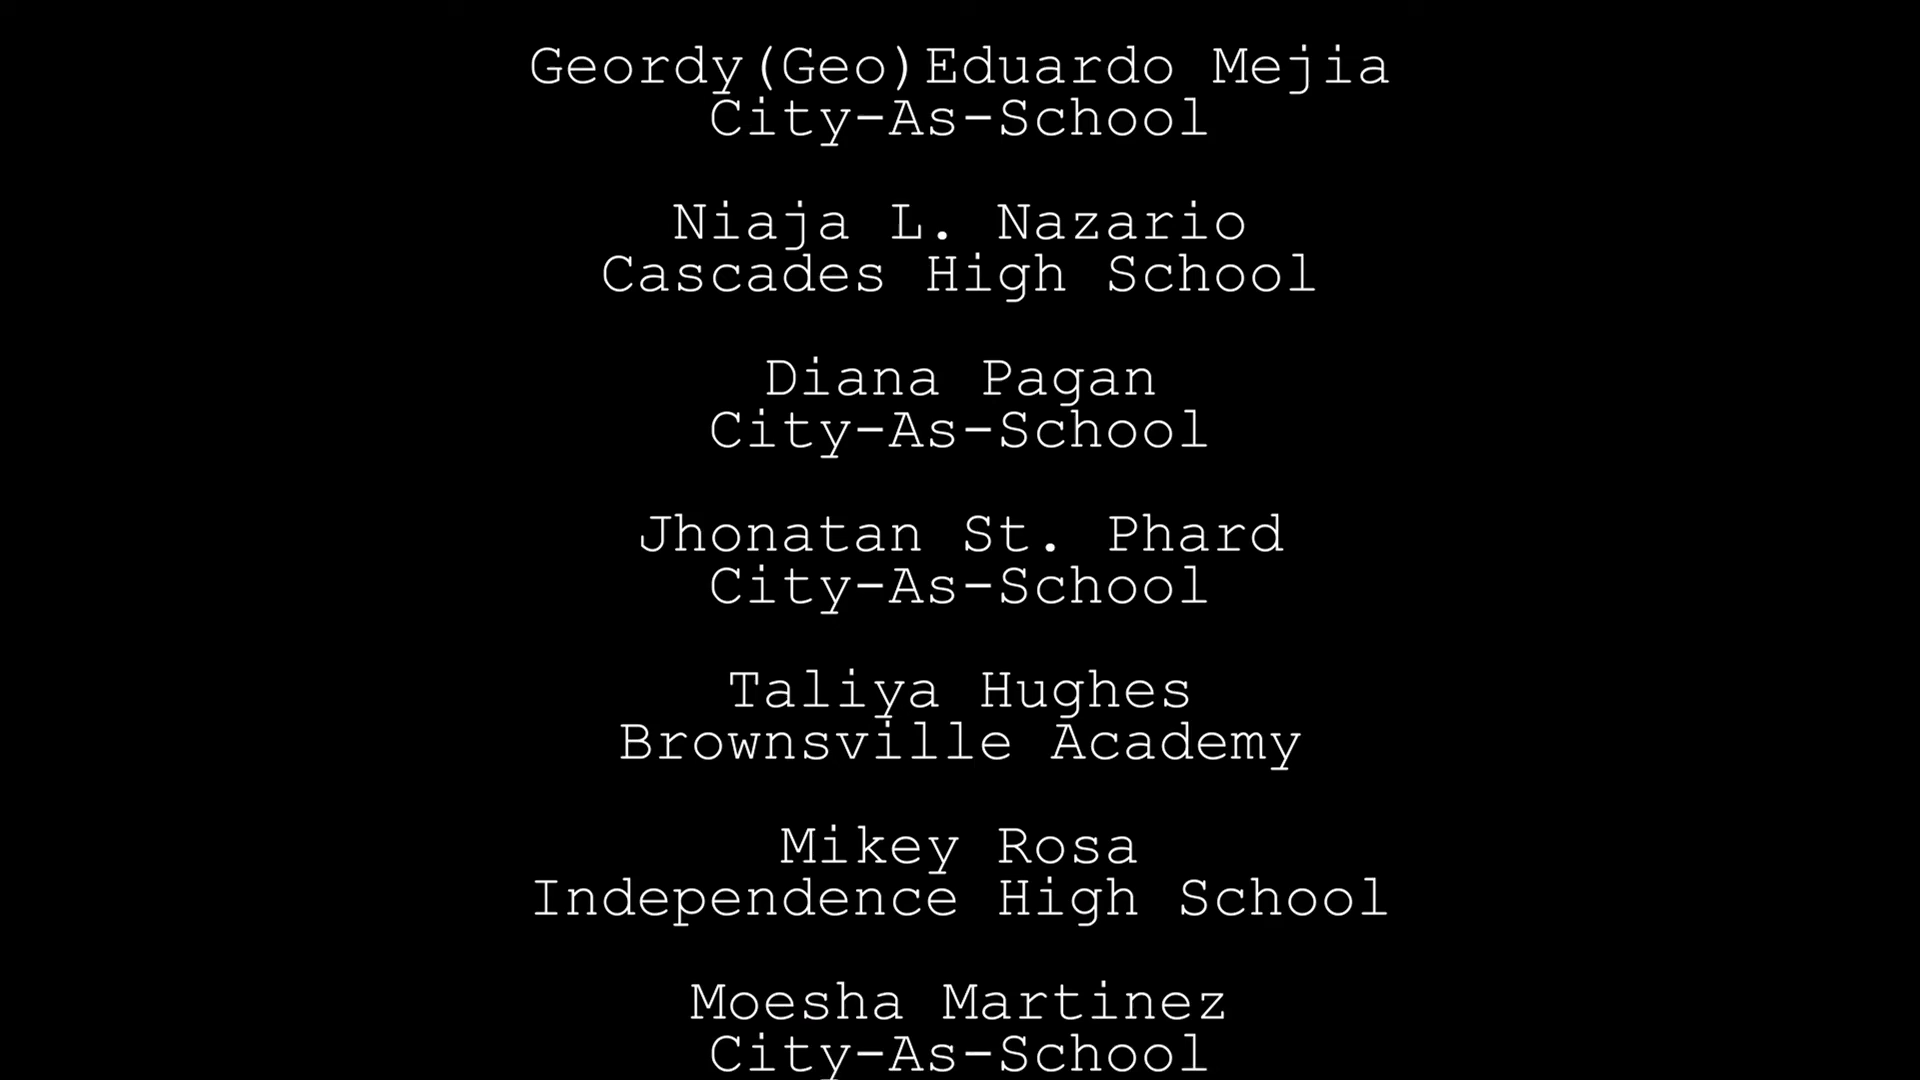 Geordy(Geo)Eduardo Mejia
City-As-School
Niaja L. Nazario
Cascades High School
Diana Pagan
City-As-School
Jhonatan St. Phard
City-As-School
Taliya Hughes
Brownsville Academy
Mikey Rosa
Independence High School
Moesha Martinez
City-As-School